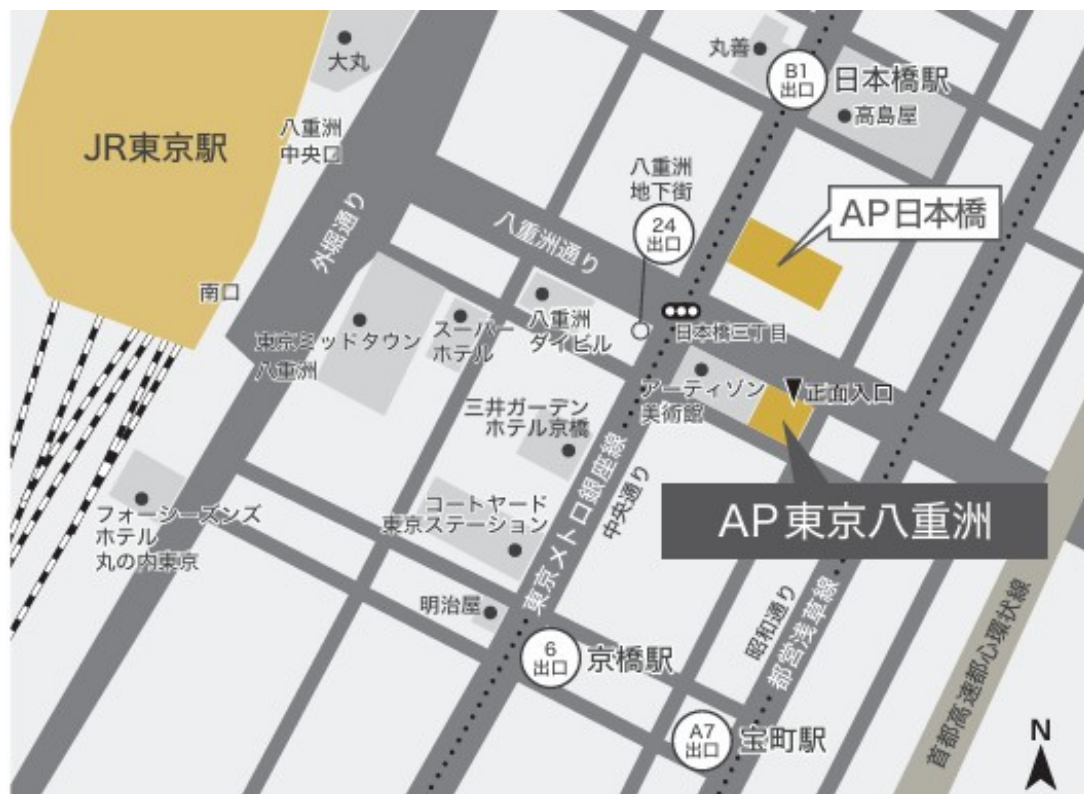 丸善
大丸
B1
出口
日本橋駅
高島屋
八重洲
中央口
JR東京駅
八重洲
地下街
24
出口
AP日本橋
外堀通り
八重洲通り
南口
東京ミッドタウン
八重洲
スーパー
ホテル
八重洲
ダイビル
日本橋三丁目
アーティゾン
美術館
正面入口
三井ガーデン
ホテル京橋
東京メトロ銀座線
中央通り
AP東京八重洲
コートヤード
東京ステーション
フォーシーズンズ
ホテル
丸の内東京
明治屋
昭和通り
都営浅草線
首都高速都心環状線
6
出口
京橋駅
A7
出口
宝町駅
N